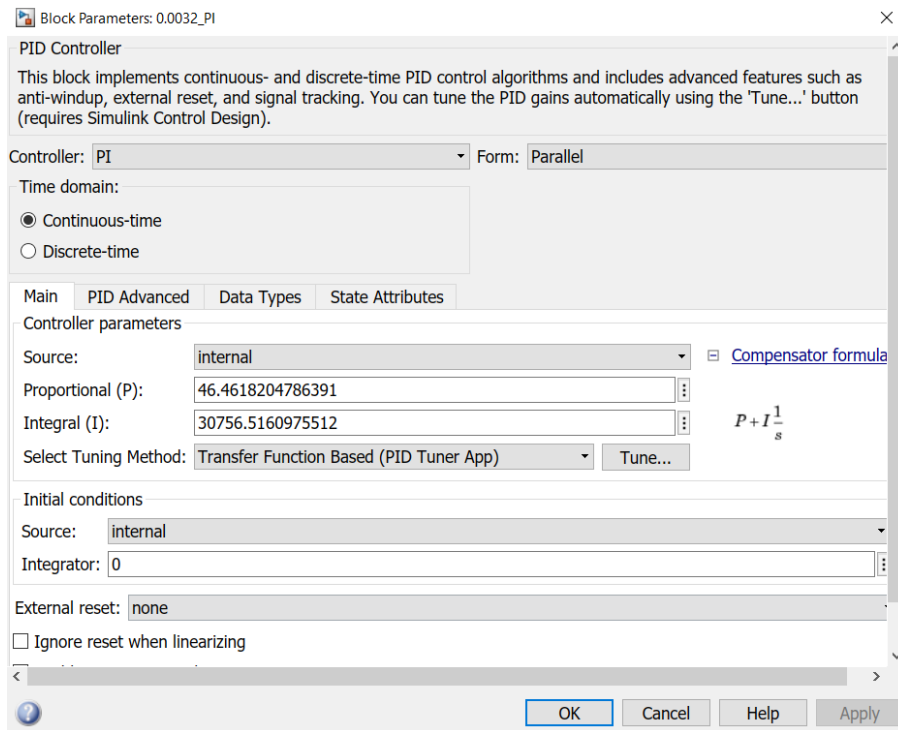 Block Parameters: 0.0032_PI
PID Controller
This block implements continuous- and discrete-time PID control algorithms and includes advanced features such as
anti-windup, external reset, and signal tracking. You can tune the PID gains automatically using the 'Tune...' button
(requires Simulink Control Design).
Controller: PI Form: Parallel
Time domain:
Continuous-time
Discrete-time
Main PID Advanced Data Types State Attributes
Controller parameters
Source: internal Compensator formula
Proportional (P): 46.4618204786391
Integral (I): 30756.5160975512
P+I 1/s
Select Tuning Method: Transfer Function Based (PID Tuner App) Tune...
Initial conditions
Source: internal
Integrator: 0
External reset: none
Ignore reset when linearizing
OK Cancel Help Apply